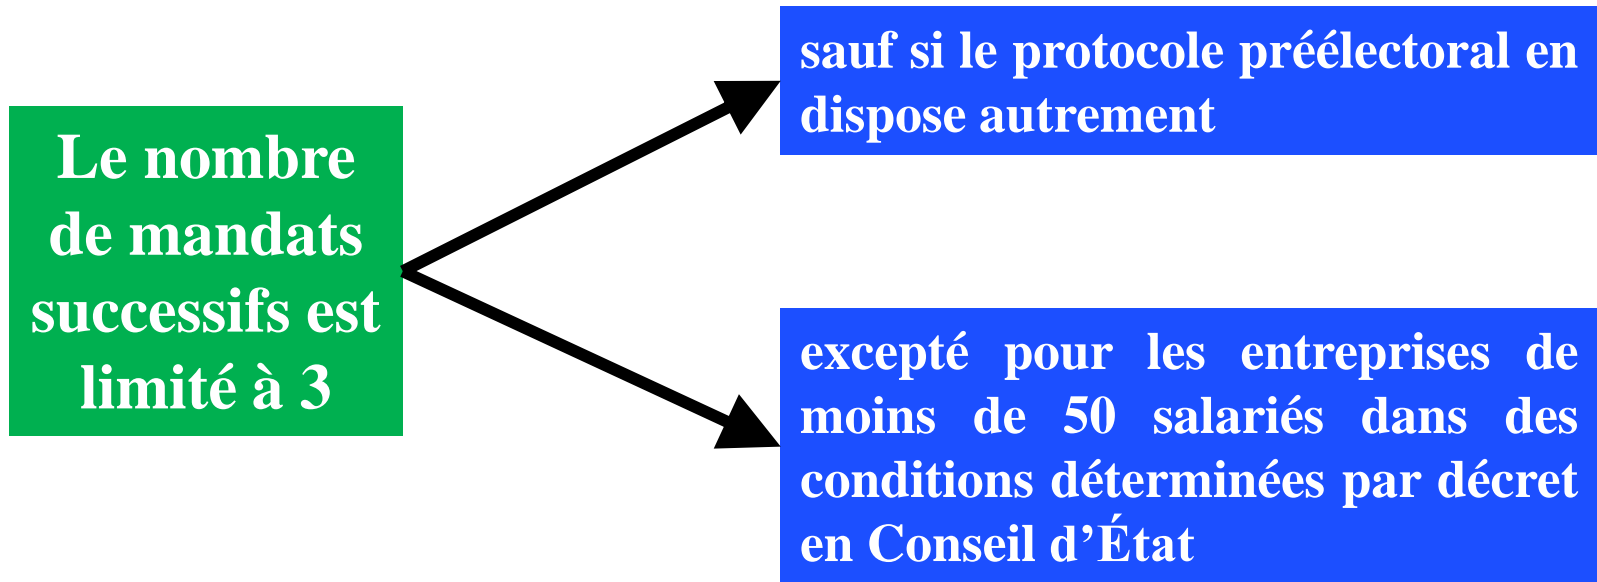 Le nombre
de mandats
successifs est
limité à 3
sauf si le protocole préélectoral en
dispose autrement
excepté pour les entreprises de
moins de 50 salariés dans des
conditions déterminées par décret
en Conseil d’État